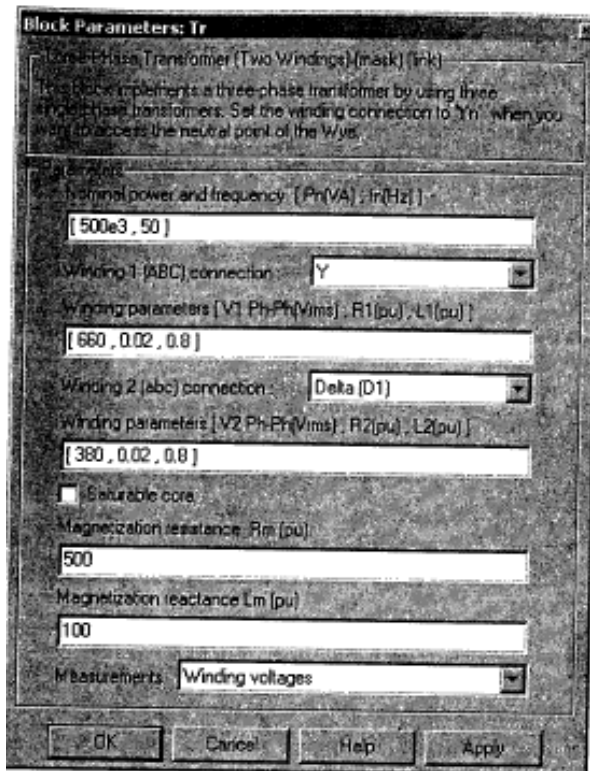 Block Parameters: Tr
Three-Phase Transformer (Two Windings) (mask) (link)
This block implements a three-phase transformer by using three
single-phase transformers. Set the winding connection to 'Yn' when you
want to access the neutral point of the Wye.
Parameters
Nominal power and frequency [ Pn(VA) , fn(Hz) ]
[ 500e3 , 50 ]
Winding 1 (ABC) connection : Y
Winding parameters [ V1 Ph-Ph(Vrms) , R1(pu) , L1(pu) ]
[ 660 , 0.02 , 0.8 ]
Winding 2 (abc) connection : Delta (D1)
Winding parameters [ V2 Ph-Ph(Vrms) , R2(pu) , L2(pu) ]
[ 380 , 0.02 , 0.8 ]
Saturable core
Magnetization resistance Rm (pu)
500
Magnetization reactance Lm (pu)
100
Measurements Winding voltages
OK Cancel Help Apply